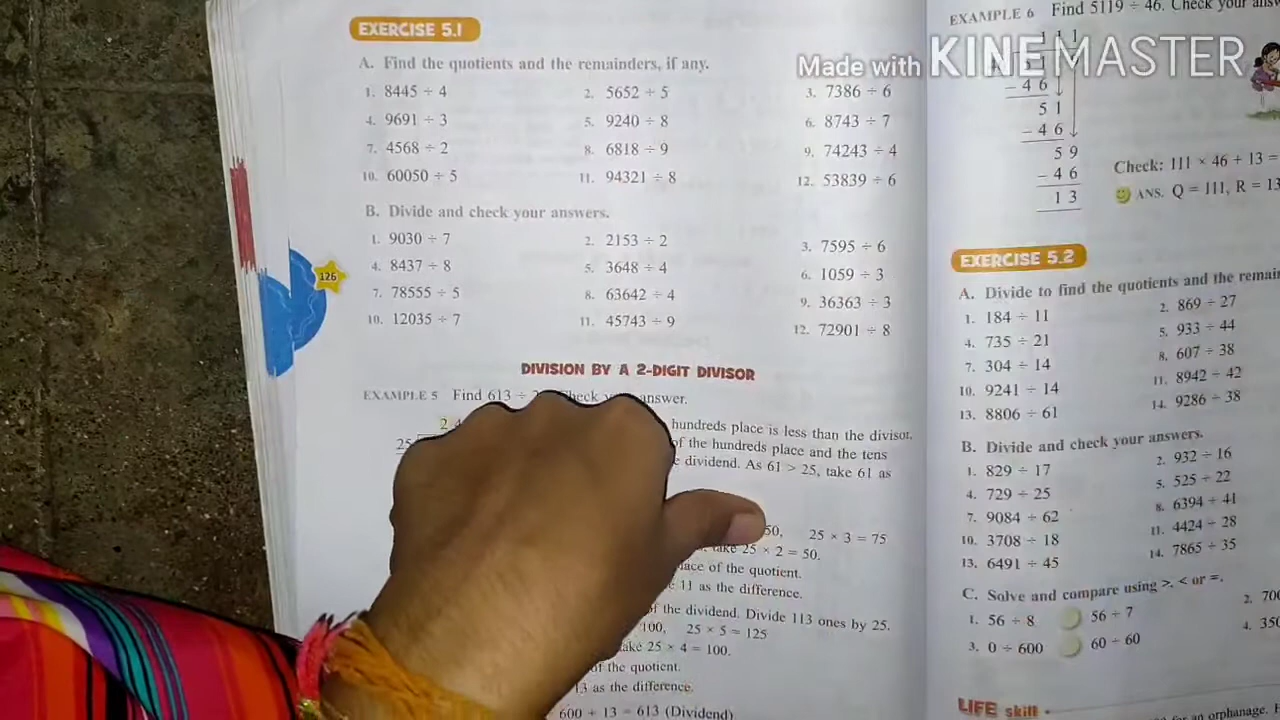 EXERCISE 5.1
A. Find the quotients and the remainders, if any.
1. 8445 ÷ 4 2. 5652 ÷ 5 3. 7386 ÷ 6
4. 9691 ÷ 3 5. 9240 ÷ 8 6. 8743 ÷ 7
7. 4568 ÷ 2 8. 6818 ÷ 9 9. 74243 ÷ 4
10. 60050 ÷ 5 11. 94321 ÷ 8 12. 53839 ÷ 6
B. Divide and check your answers.
1. 9030 ÷ 7 2. 2153 ÷ 2 3. 7595 ÷ 6
4. 8437 ÷ 8 5. 3648 ÷ 4 6. 1059 ÷ 3
7. 78555 ÷ 5 8. 63642 ÷ 4 9. 36363 ÷ 3
10. 12035 ÷ 7 11. 45743 ÷ 9 12. 72901 ÷ 8
126
DIVISION BY A 2-DIGIT DIVISOR
EXAMPLE 5 Find 613 ÷ answer.
2 4
25
hundreds place is less than the divisor,
of the hundreds place and the tens
dividend. As 61 > 25, take 61 as
50, 25 × 3 = 75
take 25 × 2 = 50.
place of the quotient.
11 as the difference.
of the dividend. Divide 113 ones by 25.
100, 25 × 5 = 125
take 25 × 4 = 100.
of the quotient.
13 as the difference.
600 + 13 = 613 (Dividend)
EXAMPLE 6 Find 5119 ÷ 46. Check your
1 1 1
Made with KINEMASTER
− 4 6
5 1
− 4 6
5 9
− 4 6
1 3
Check: 111 × 46 + 13 =
ANS. Q = 111, R = 13
EXERCISE 5.2
A. Divide to find the quotients and the
1. 184 ÷ 11 2. 869 ÷ 27
4. 735 ÷ 21 5. 933 ÷ 44
7. 304 ÷ 14 8. 607 ÷ 38
10. 9241 ÷ 14 11. 8942 ÷ 42
13. 8806 ÷ 61 14. 9286 ÷ 38
B. Divide and check your answers.
1. 829 ÷ 17 2. 932 ÷ 16
4. 729 ÷ 25 5. 525 ÷ 22
7. 9084 ÷ 62 8. 6394 ÷ 41
10. 3708 ÷ 18 11. 4424 ÷ 28
13. 6491 ÷ 45 14. 7865 ÷ 35
C. Solve and compare using >, < or =.
1. 56 ÷ 8 56 ÷ 7 2.
3. 0 ÷ 600 60 ÷ 60 4.
LIFE skill
for an orphanage.